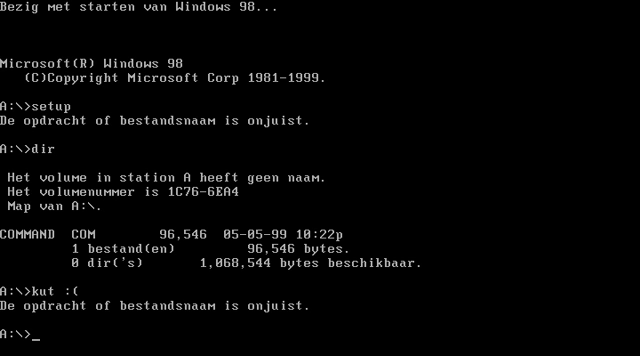 Bezig met starten van Windows 98...
Microsoft(R) Windows 98
(C)Copyright Microsoft Corp 1981-1999.
A:\>setup
De opdracht of bestandsnaam is onjuist.
A:\>dir
Het volume in station A heeft geen naam.
Het volumenummer is 1C76-6EA4
Map van A:\.
COMMAND COM 96,546 05-05-99 10:22p
1 bestand(en) 96,546 bytes.
0 dir('s) 1,068,544 bytes beschikbaar.
A:\>kut :(
De opdracht of bestandsnaam is onjuist.
A:\>_